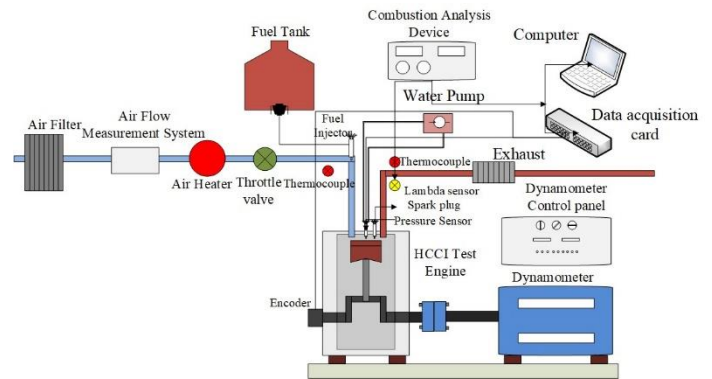 Combustion Analysis
Device
Fuel Tank
Computer
Water Pump
Air Flow
Measurement System
Air Filter
Fuel
Injector
Data acquisition
card
Air Heater
Throttle
valve
Thermocouple
Thermocouple
Exhaust
Lambda sensor
Spark plug
Pressure Sensor
Dynamometer
Control panel
HCCI Test
Engine
Dynamometer
Encoder